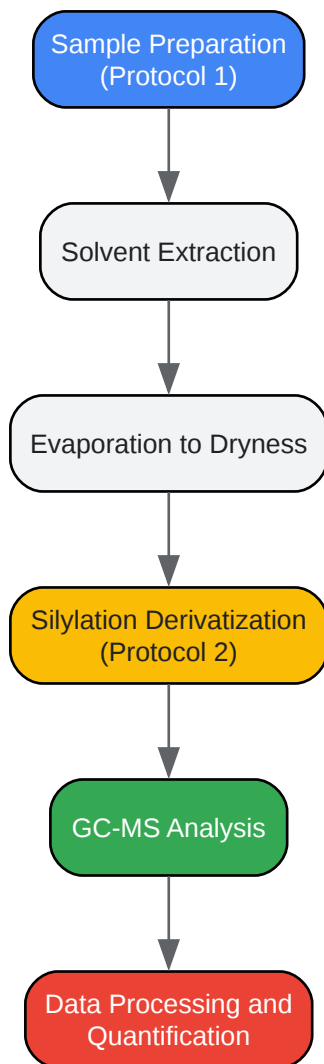 Sample Preparation
(Protocol 1)
Solvent Extraction
Evaporation to Dryness
Silylation Derivatization
(Protocol 2)
GC-MS Analysis
Data Processing and
Quantification